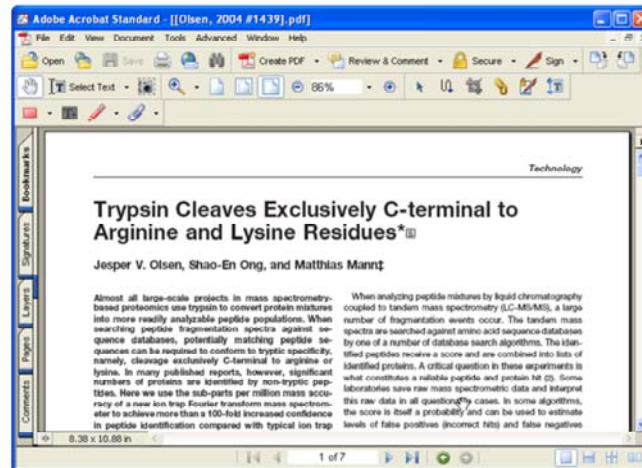 Adobe Acrobat Standard - [[Olsen, 2004 #1439].pdf]
File Edit View Document Tools Advanced Window Help
Open Save Create PDF Review & Comment Secure Sign
Select Text 86%
Bookmarks
Signatures
Layers
Pages
Comments
Technology
Trypsin Cleaves Exclusively C-terminal to
Arginine and Lysine Residues*
Jesper V. Olsen, Shao-En Ong, and Matthias Mann‡
Almost all large-scale projects in mass spectrometry-
based proteomics use trypsin to convert protein mixtures
into more readily analyzable peptide populations. When
searching peptide fragmentation spectra against se-
quence databases, potentially matching peptide se-
quences can be required to conform to tryptic specificity,
namely, cleavage exclusively C-terminal to arginine or
lysine. In many published reports, however, significant
numbers of proteins are identified by non-tryptic pep-
tides. Here we use the sub-parts per million mass accu-
racy of a new ion trap Fourier transform mass spectrom-
eter to achieve more than a 100-fold increased confidence
in peptide identification compared with typical ion trap
When analyzing peptide mixtures by liquid chromatography
coupled to tandem mass spectrometry (LC-MS/MS), a large
number of fragmentation events occur. The tandem mass
spectra are searched against amino acid sequence databases
by one of a number of database search algorithms. The iden-
tified peptides receive a score and are combined into lists of
identified proteins. A critical question in these experiments is
what constitutes a reliable peptide and protein hit (2). Some
laboratories save raw mass spectrometric data and interpret
this raw data in all cases. In some algorithms,
the score is itself a probability and can be used to estimate
levels of false positives (incorrect hits) and false negatives
8.38 x 10.88 in
1 of 7